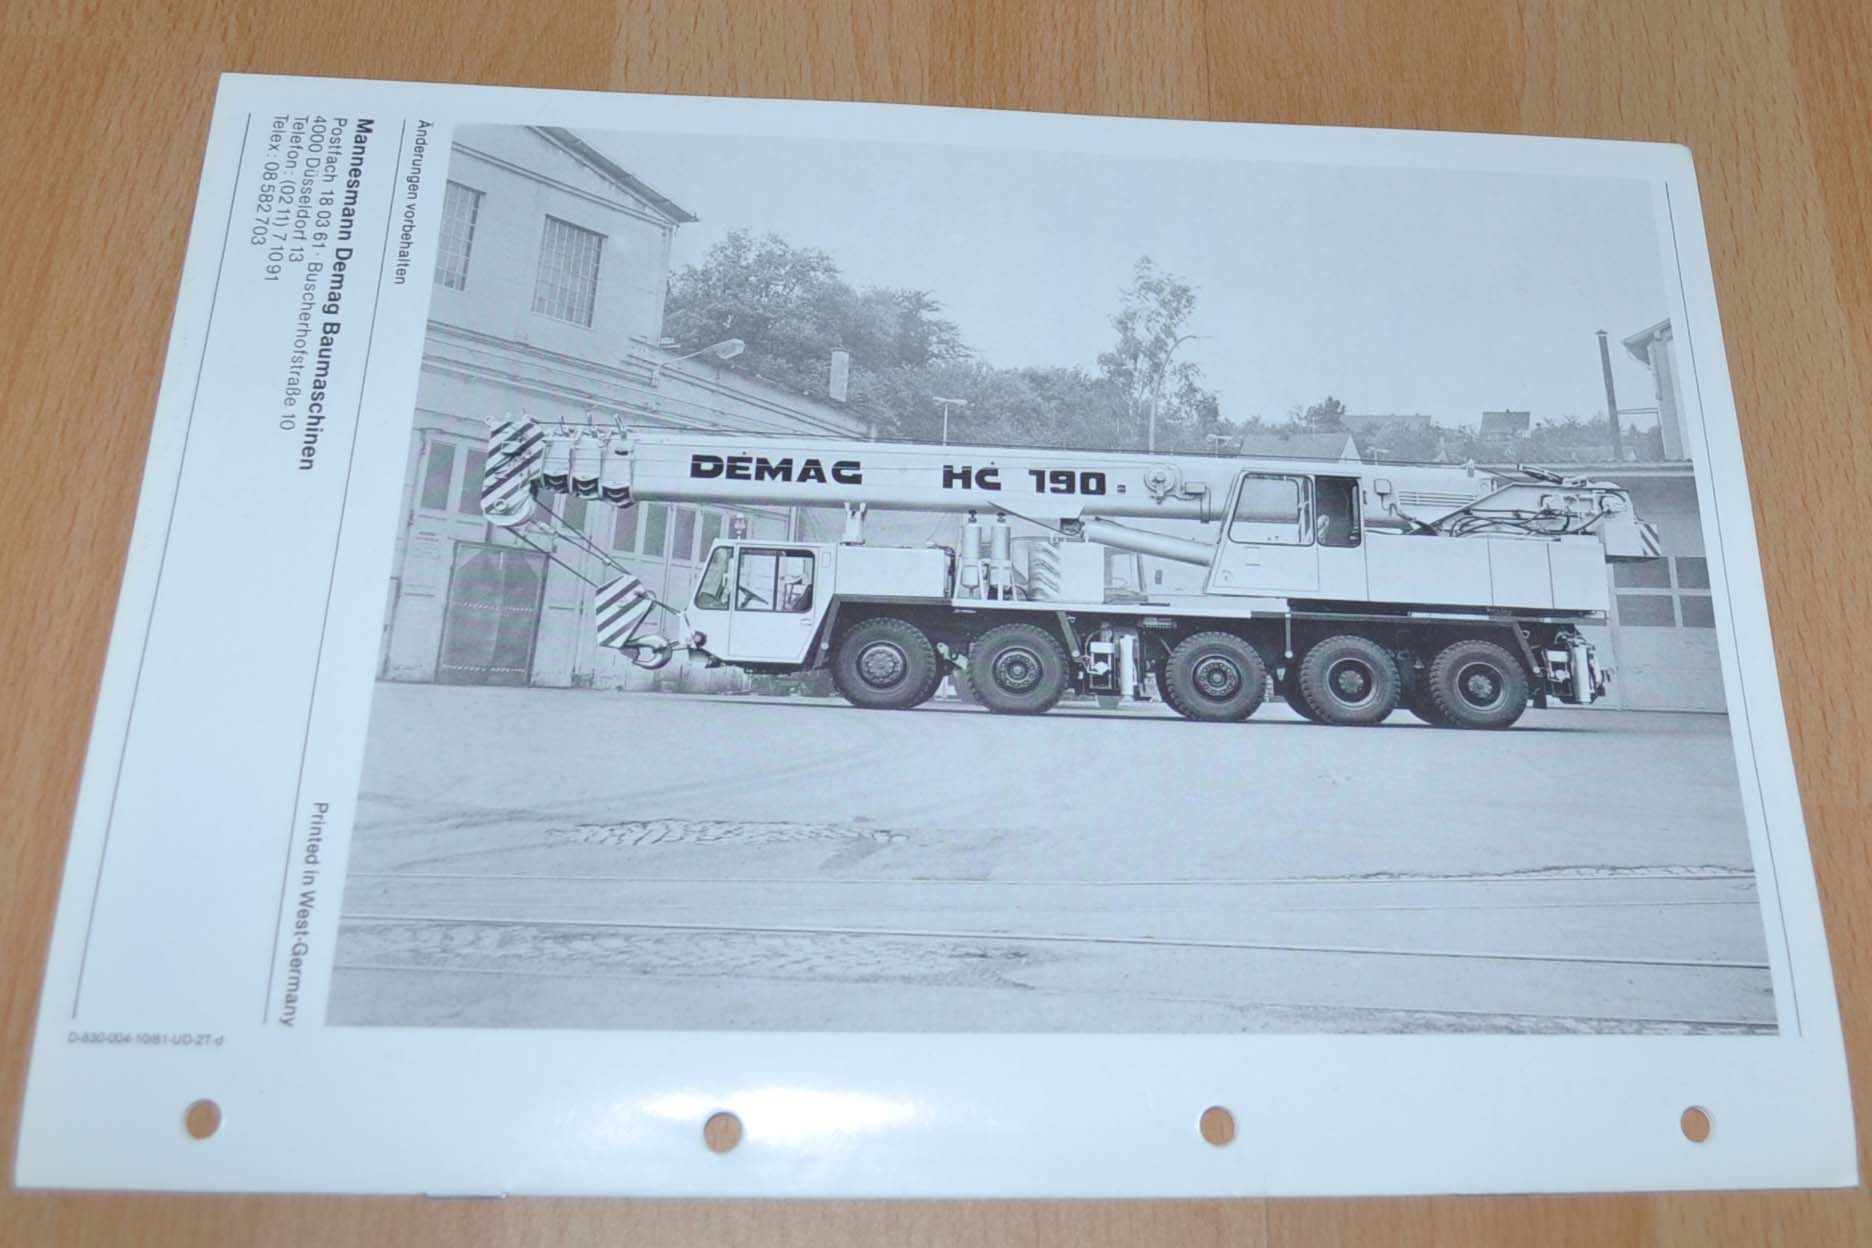 DEMAG HC 190
Änderungen vorbehalten
Mannesmann Demag Baumaschinen
Postfach 18 03 61 · Buscherhofstraße 10
4000 Düsseldorf 13
Telefon: (02 11) 7 10 91
Telex: 08 582 703
Printed in West-Germany
D-830-004-10/81-UD-2T-d